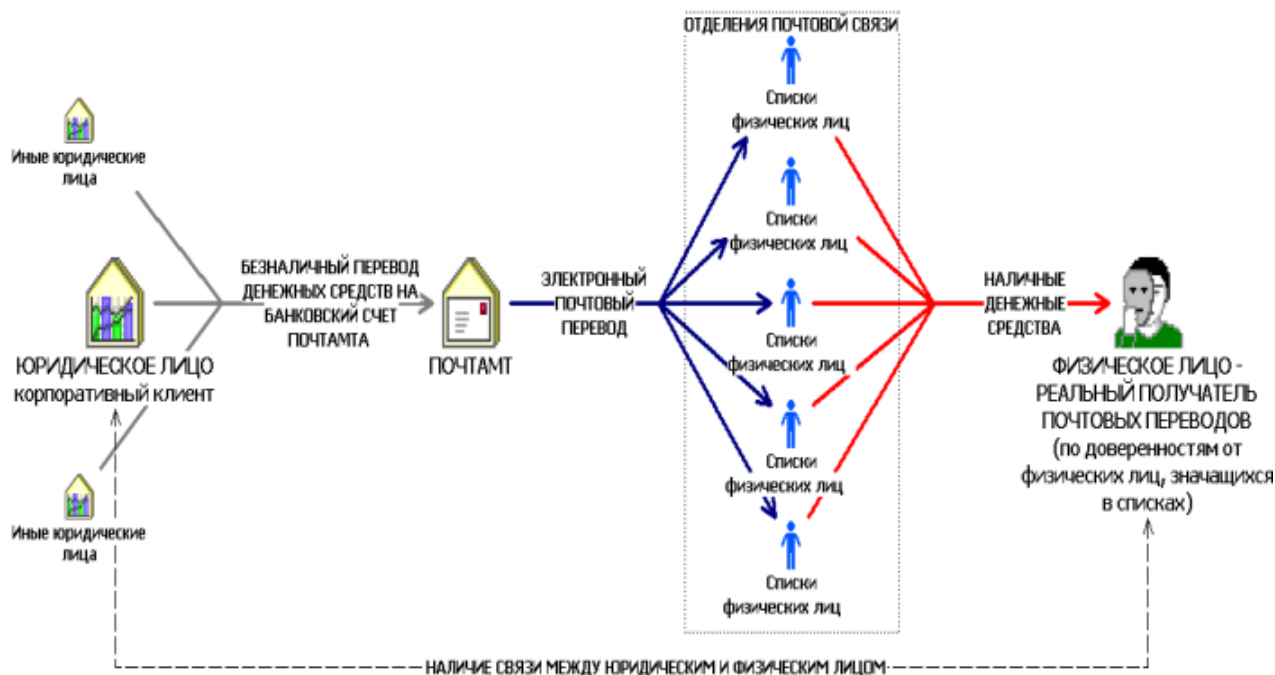 ОТДЕЛЕНИЯ ПОЧТОВОЙ СВЯЗИ
Иные юридические
лица
ЮРИДИЧЕСКОЕ ЛИЦО
корпоративный клиент
Иные юридические
лица
БЕЗНАЛИЧНЫЙ ПЕРЕВОД
ДЕНЕЖНЫХ СРЕДСТВ НА
БАНКОВСКИЙ СЧЕТ
ПОЧТАМТА
ПОЧТАМТ
ЭЛЕКТРОННЫЙ
ПОЧТОВЫЙ
ПЕРЕВОД
Списки
физических лиц
Списки
физических лиц
Списки
физических лиц
Списки
физических лиц
Списки
физических лиц
НАЛИЧНЫЕ
ДЕНЕЖНЫЕ
СРЕДСТВА
ФИЗИЧЕСКОЕ ЛИЦО -
РЕАЛЬНЫЙ ПОЛУЧАТЕЛЬ
ПОЧТОВЫХ ПЕРЕВОДОВ
(по доверенностям от
физических лиц, значащихся
в списках)
НАЛИЧИЕ СВЯЗИ МЕЖДУ ЮРИДИЧЕСКИМ И ФИЗИЧЕСКИМ ЛИЦОМ